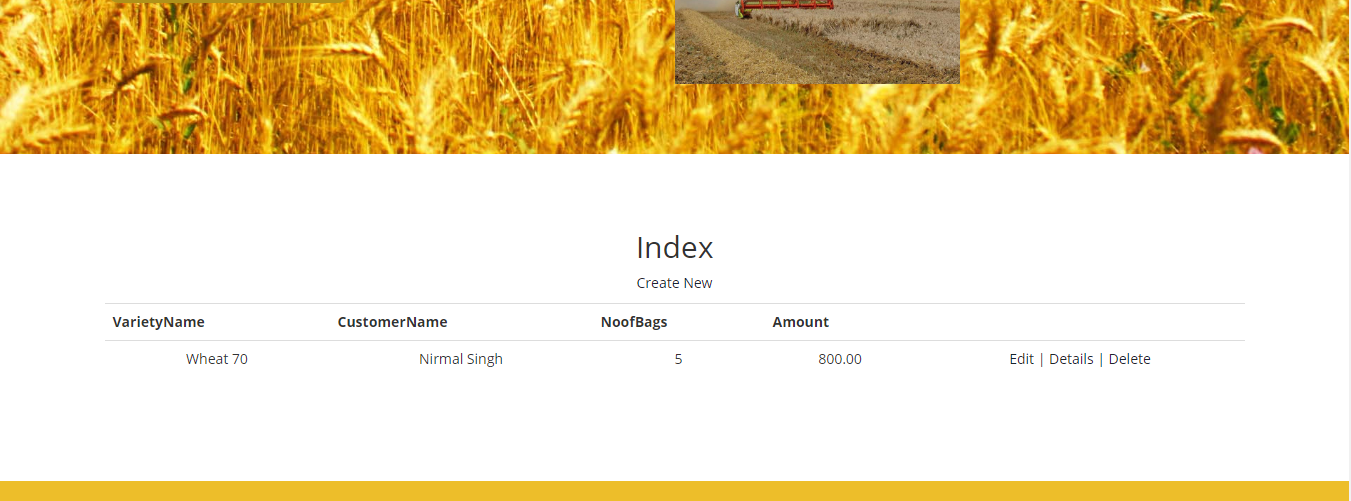 Index
Create New
VarietyName CustomerName NoofBags Amount
Wheat 70 Nirmal Singh 5 800.00 Edit | Details | Delete